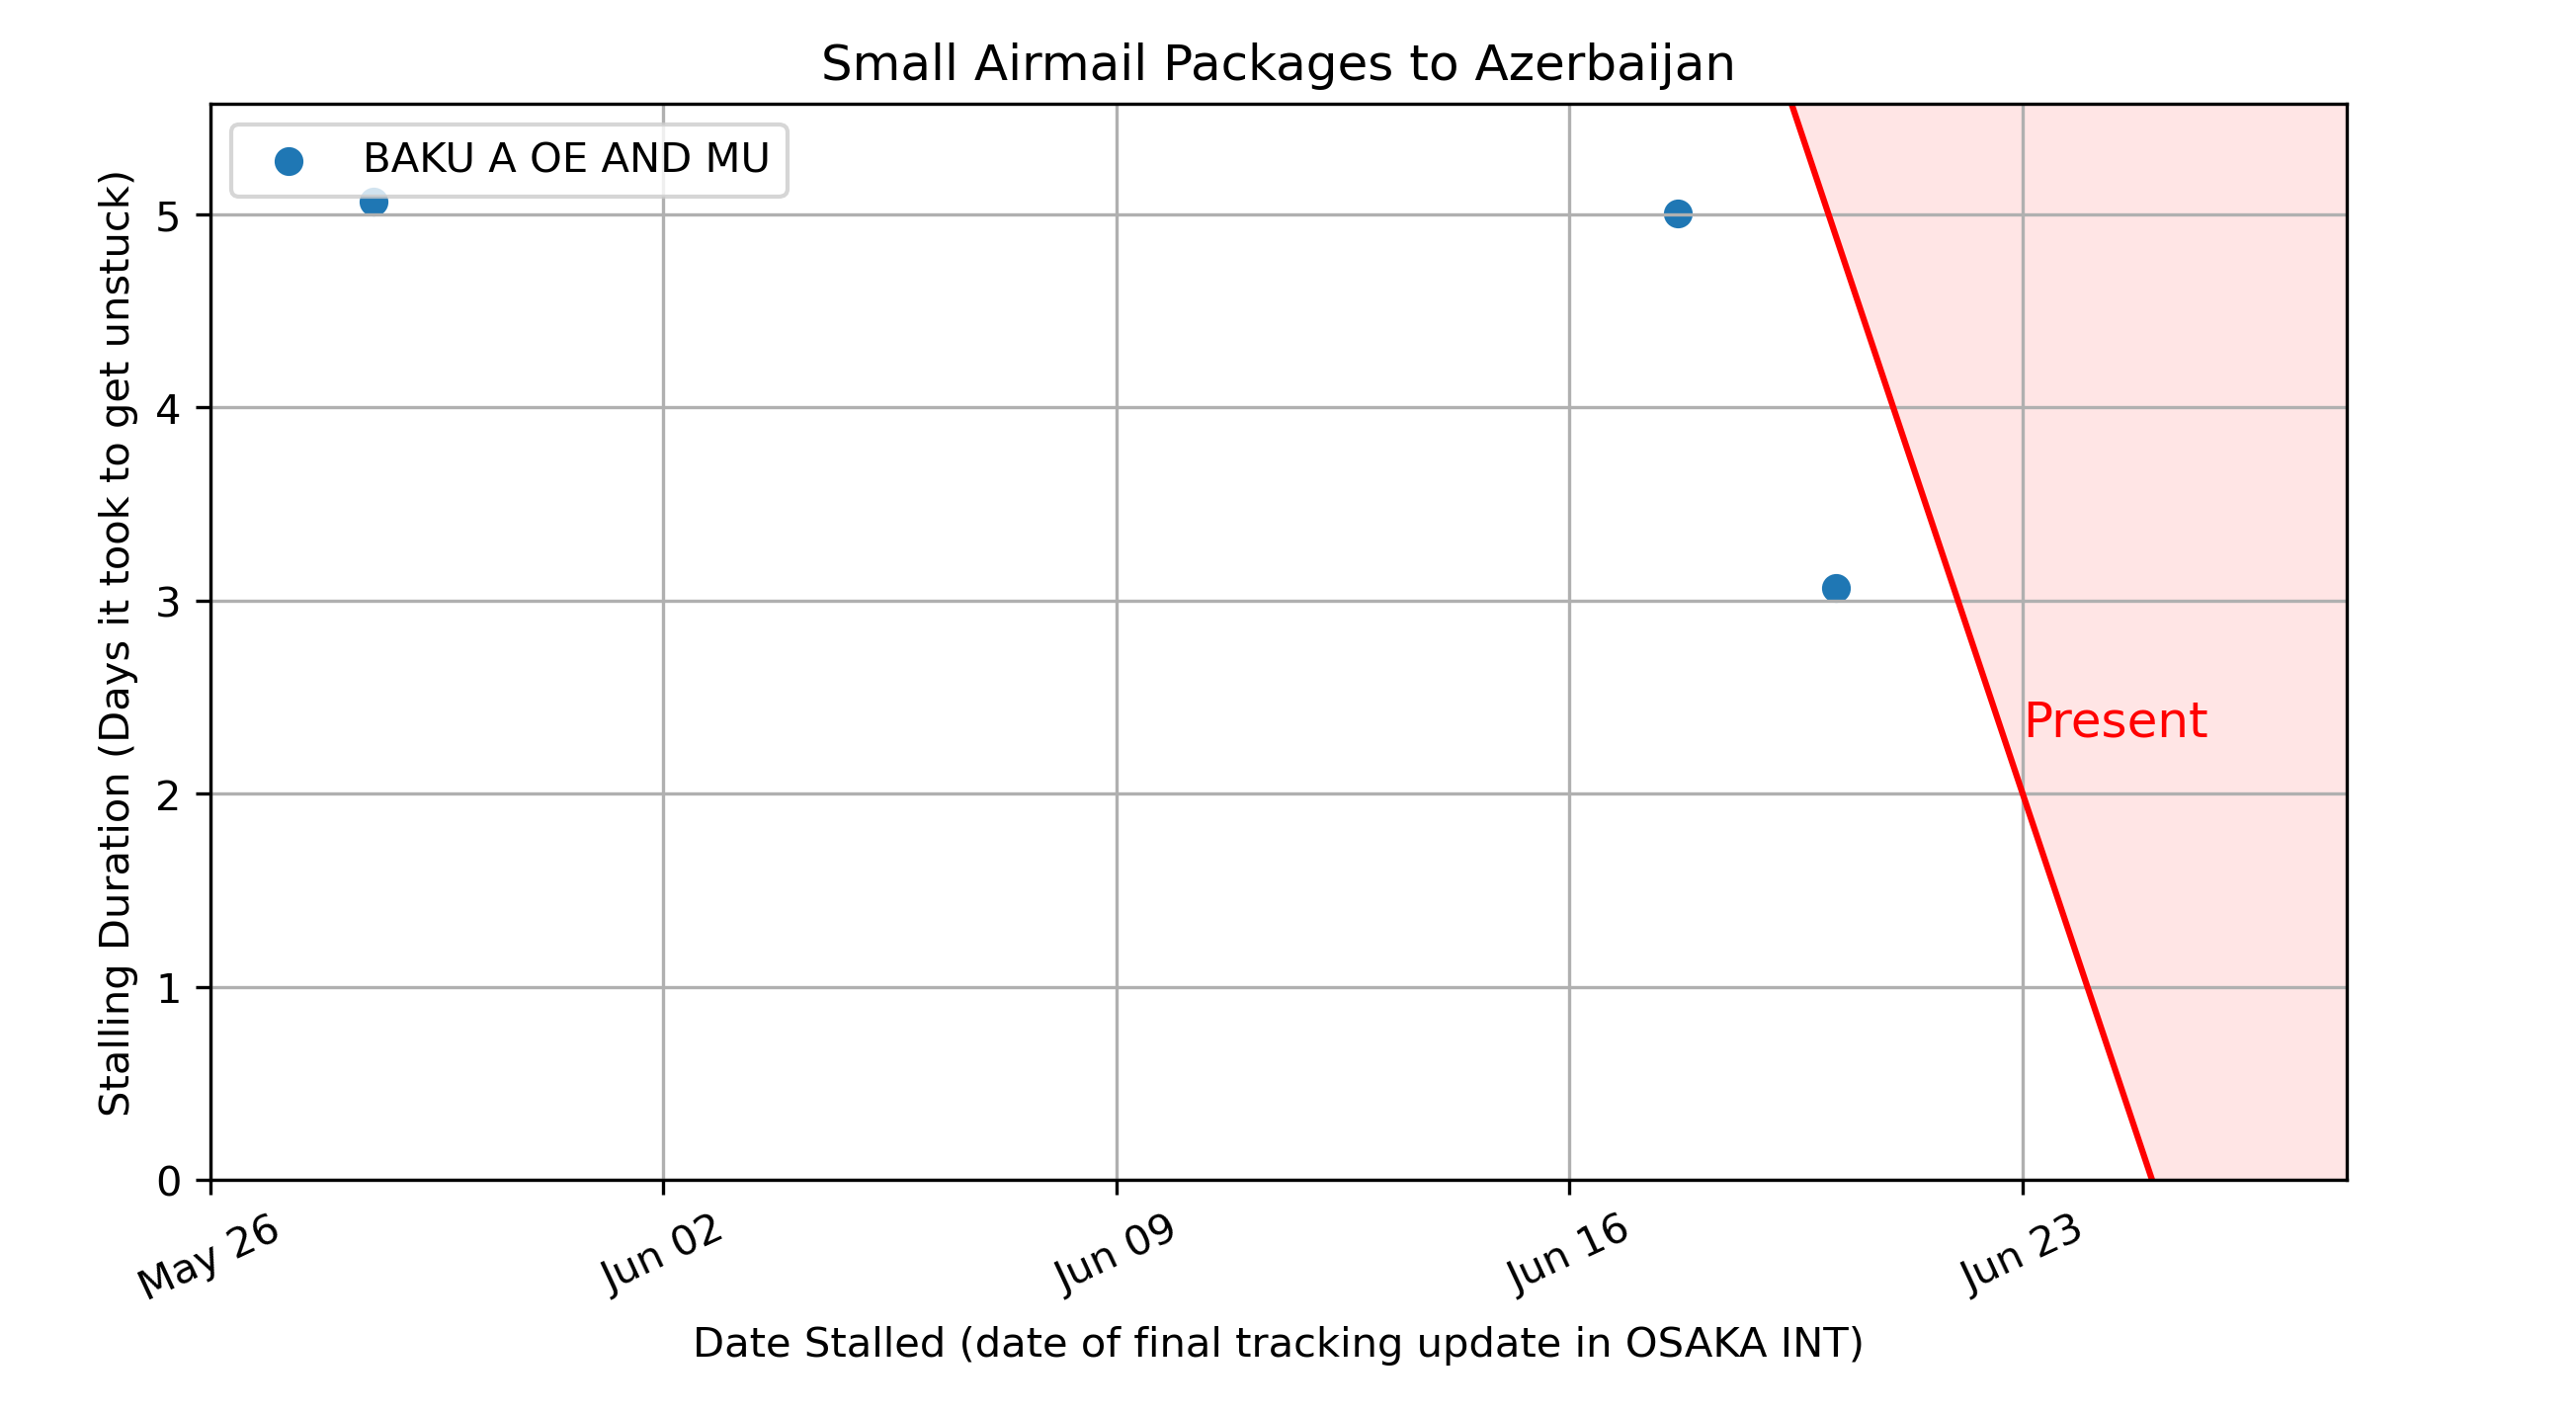 Small Airmail Packages to Azerbaijan
BAKU A OE AND MU
Stalling Duration (Days it took to get unstuck)
5
4
3
2
1
0
Present
May 26
Jun 02
Jun 09
Jun 16
Jun 23
Date Stalled (date of final tracking update in OSAKA INT)